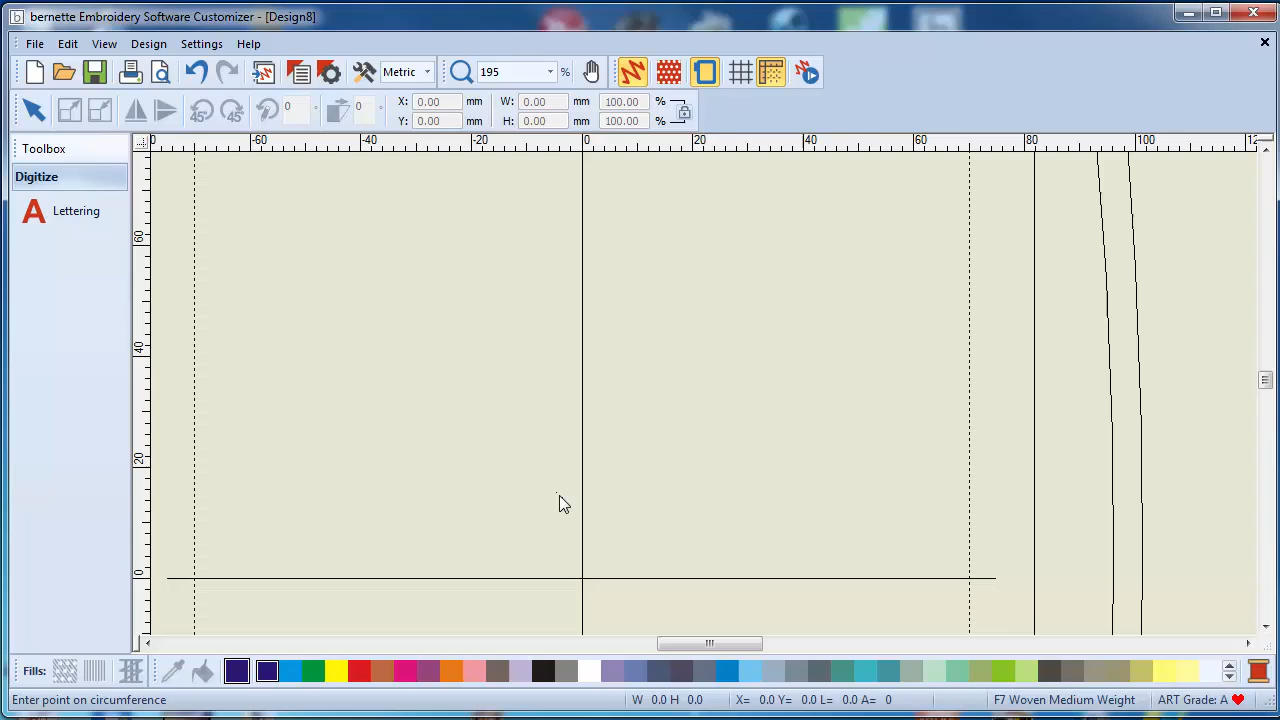 bernette Embroidery Software Customizer - [Design8]
File Edit View Design Settings Help
Metric 195 %
45° 45° 0 ° 0 ° X: 0.00 mm W: 0.00 mm 100.00 %
Y: 0.00 mm H: 0.00 mm 100.00 %
Toolbox
Digitize
A Lettering
0 -60 -40 -20 0 20 40 60 80 100
60
40
20
0
Fills:
Enter point on circumference W 0.0 H 0.0 X= 0.0 Y= 0.0 L= 0.0 A= 0 F7 Woven Medium Weight ART Grade: A